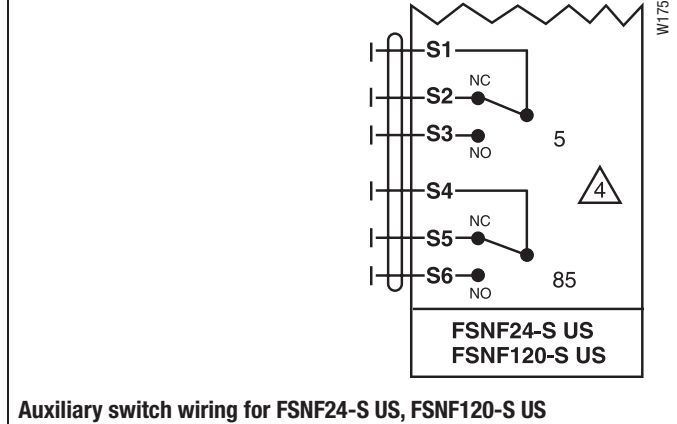 W175
S1
NC
S2
S3
5
NO
4
S4
NC
S5
S6
85
NO
FSNF24-S US
FSNF120-S US
Auxiliary switch wiring for FSNF24-S US, FSNF120-S US